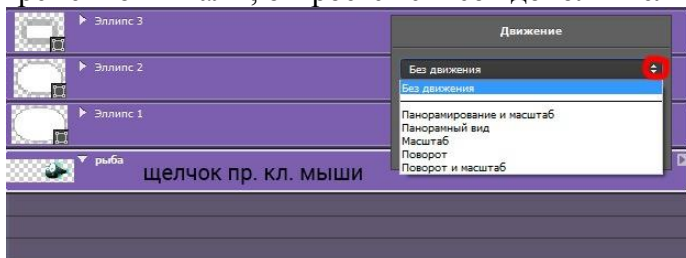 Эллипс 3
Движение
Эллипс 2
Без движения
Без движения
Эллипс 1
Панорамирование и масштаб
Панорамный вид
Масштаб
Поворот
Поворот и масштаб
рыба
щелчок пр. кл. мыши